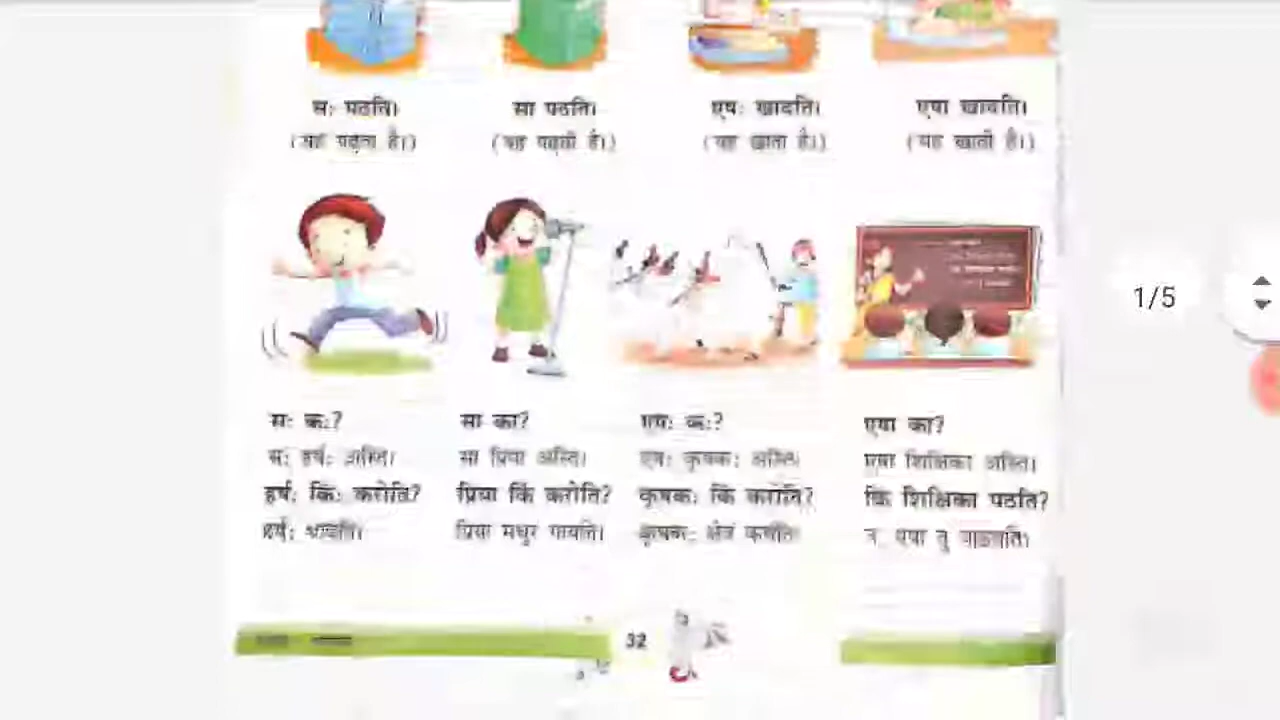 सः पठति। सा पठति। एषः खादति। एषा खादति।
(वह पढ़ता है।) (वह पढ़ती है।) (यह खाता है।) (यह खाती है।)
सः कः? सा का? एषः कः? एषा का?
सः हर्षः अस्ति। सा प्रिया अस्ति। एषः कृषकः अस्ति। एषा शिक्षिका अस्ति।
हर्षः किं करोति? प्रिया किं करोति? कृषकः किं करोति? किं शिक्षिका पठति?
हर्षः धावति। प्रिया मधुरं गायति। कृषकः क्षेत्रं कर्षति। न, एषा तु पाठयति।
32
1/5